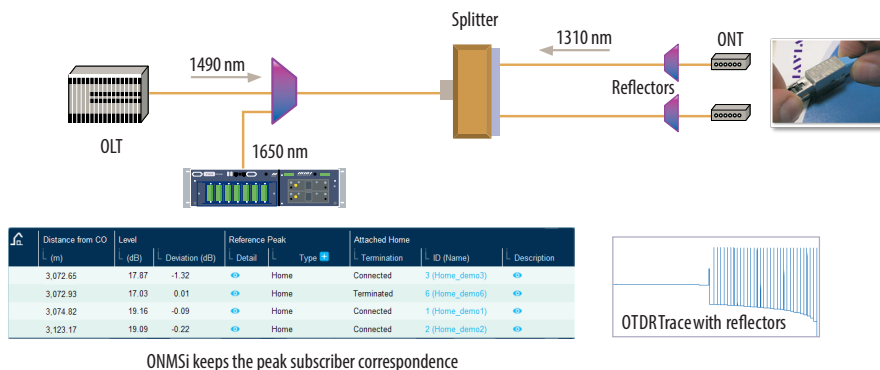 Splitter
1490 nm
1310 nm
ONT
Reflectors
OLT
1650 nm
Distance from CO Level Reference Peak Attached Home
(m) (dB) Deviation (dB) Detail Type Termination ID (Name) Description
3,072.65 17.87 -1.32 Home Connected 3 (Home_demo3)
3,072.93 17.03 0.01 Home Terminated 6 (Home_demo6)
3,074.82 19.16 -0.09 Home Connected 1 (Home_demo1)
3,123.17 19.09 -0.22 Home Connected 2 (Home_demo2)
OTDR Trace with reflectors
ONMSi keeps the peak subscriber correspondence